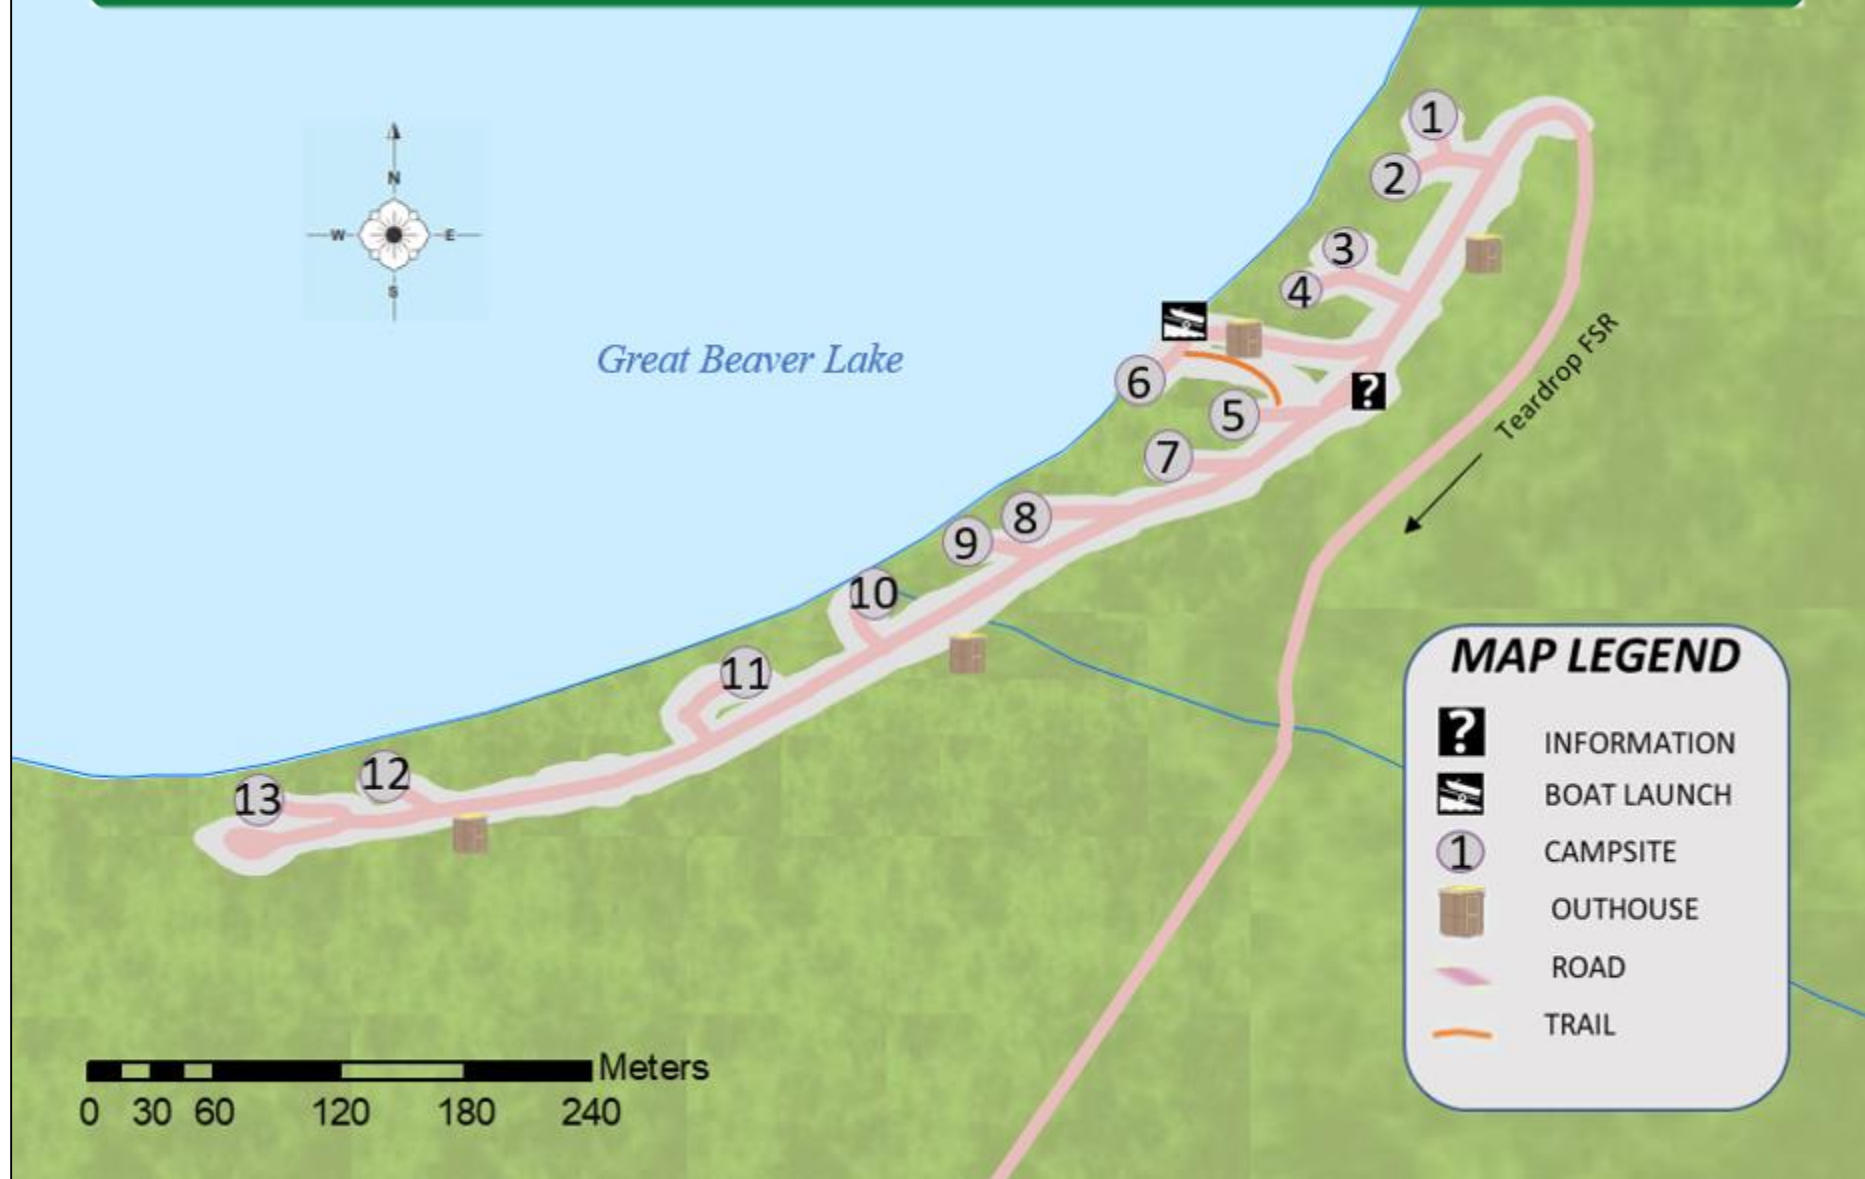 N
W
E
S
Great Beaver Lake
1
2
3
4
?
6
5
7
8
9
10
11
12
13
Teardrop FSR
MAP LEGEND
? INFORMATION
BOAT LAUNCH
1 CAMPSITE
OUTHOUSE
ROAD
TRAIL
Meters
0 30 60 120 180 240